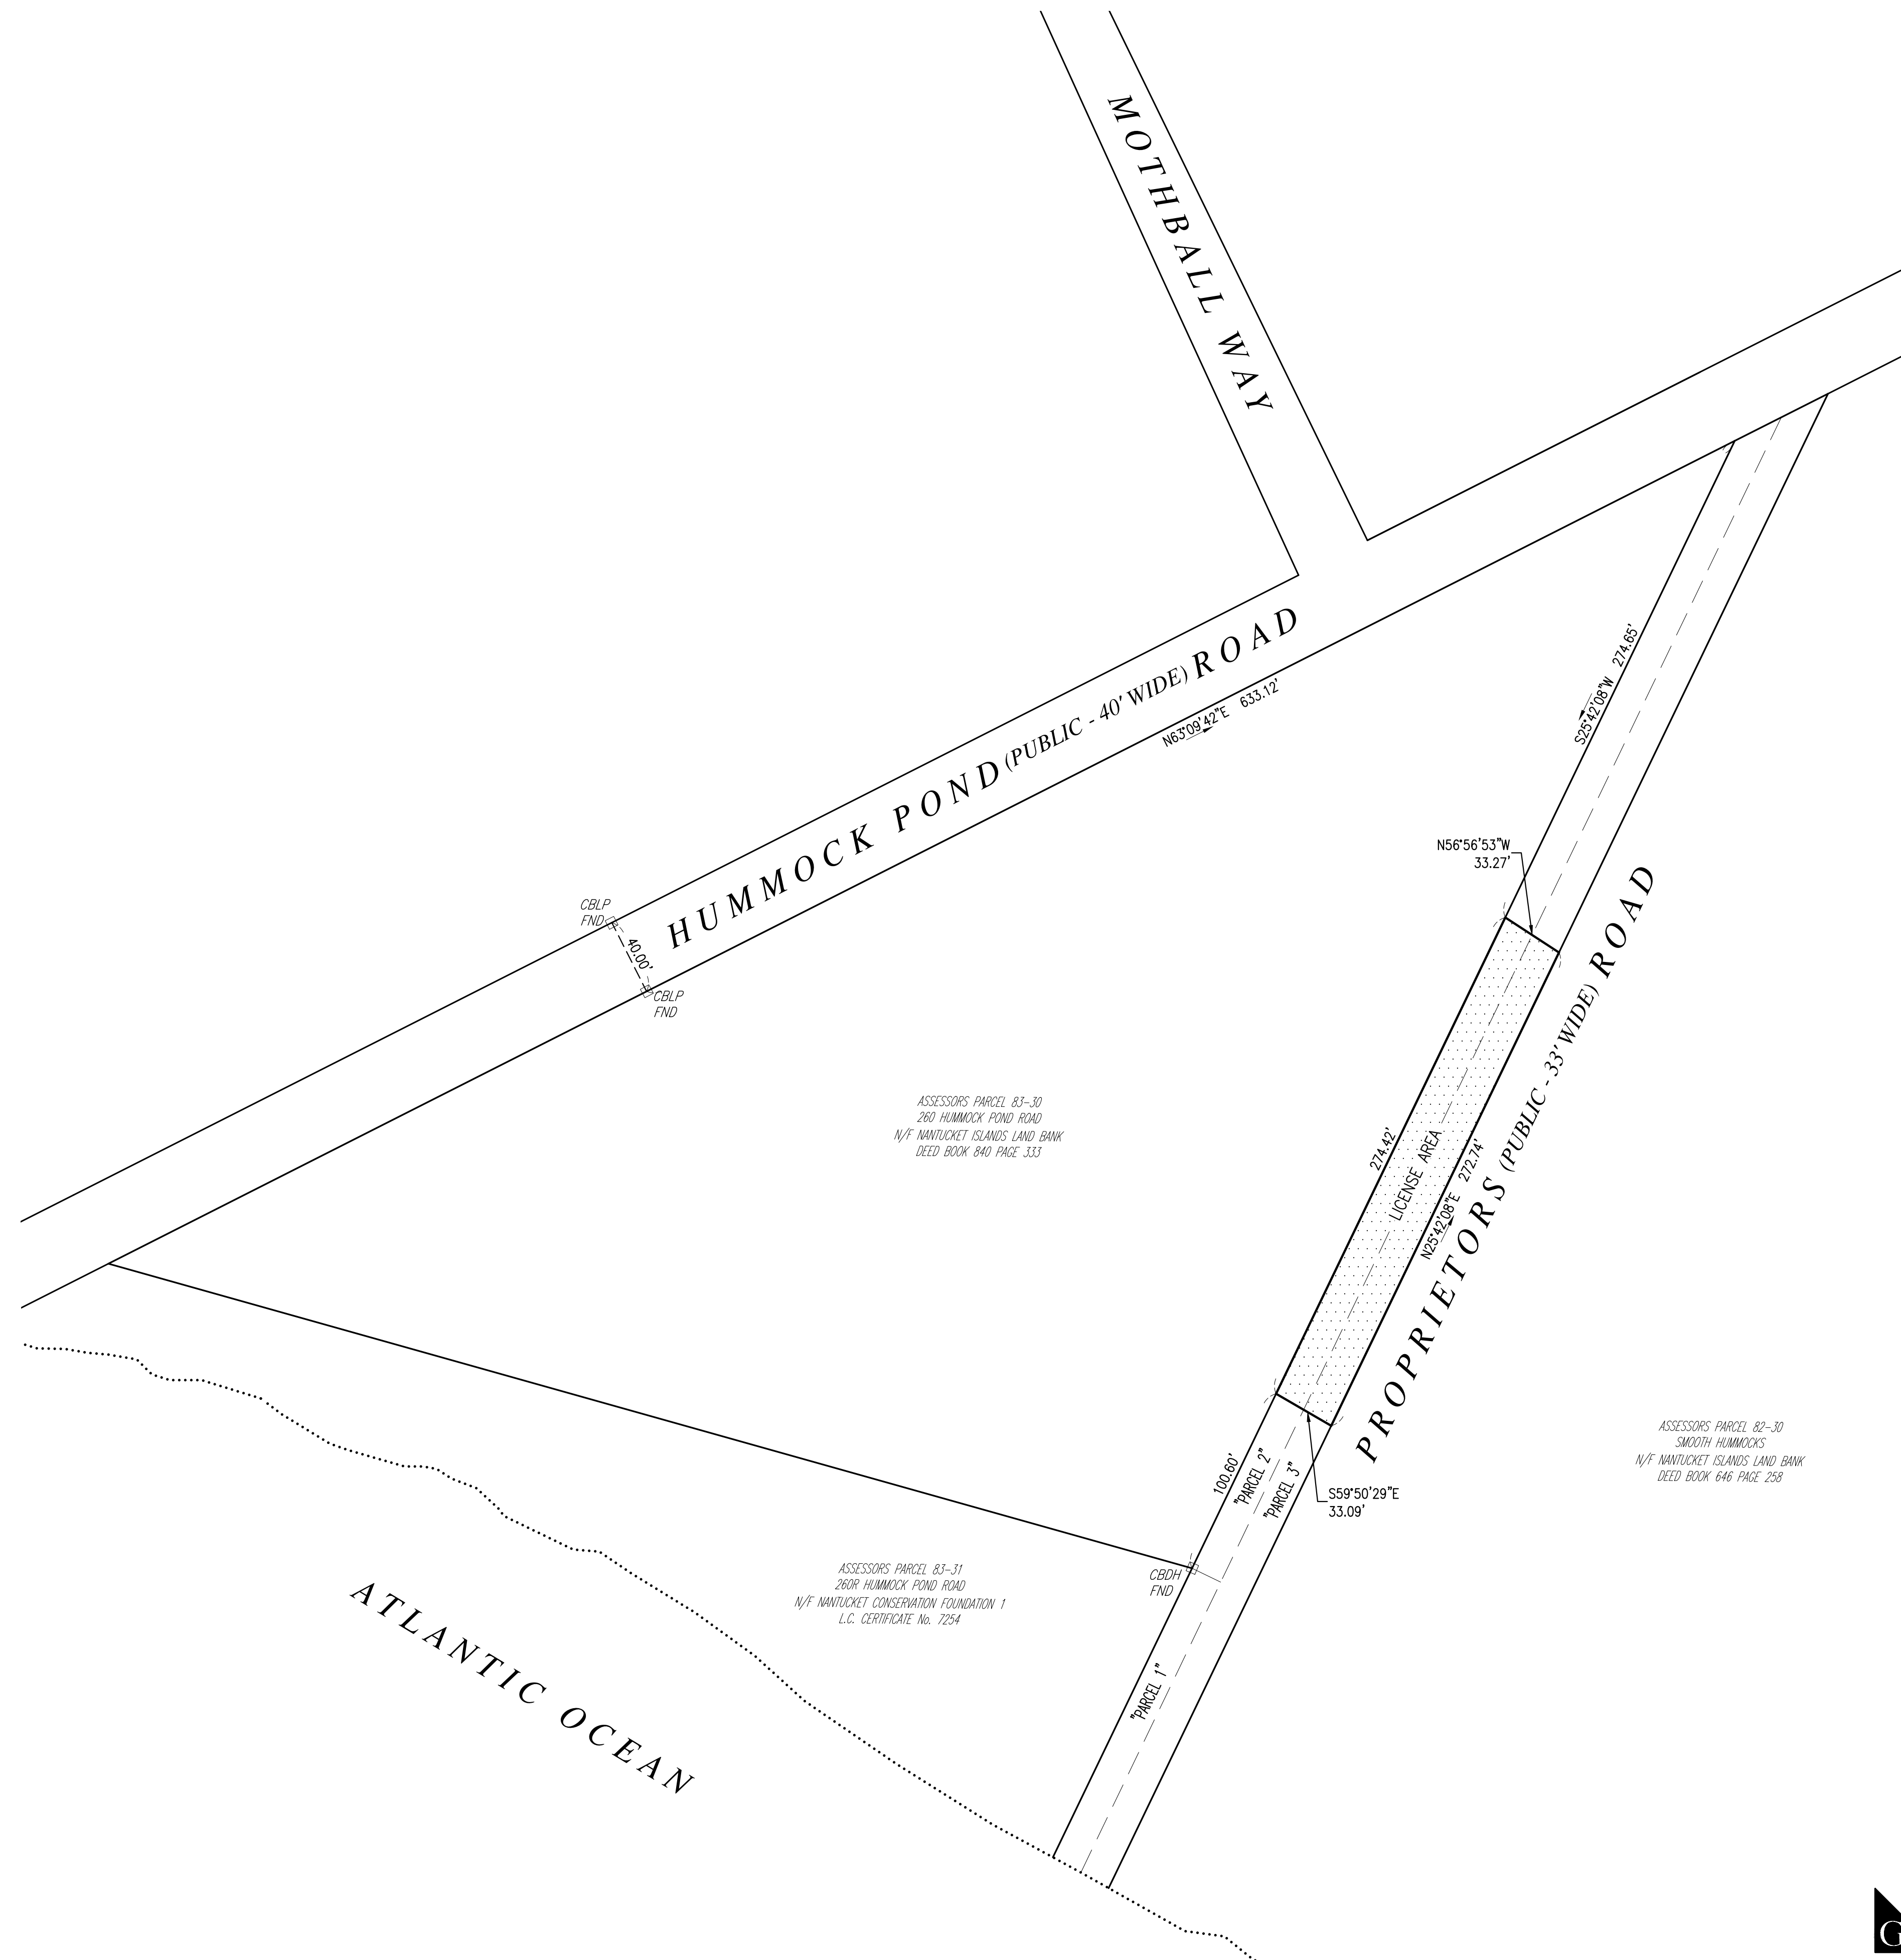 MOTHBALL WAY
HUMMOCK POND (PUBLIC - 40' WIDE) ROAD
N63°09'42"E 633.12'
S25°42'08"W 274.65'
N56°56'53"W
33.27'
CBLP
FND
40.00'
CBLP
FND
PROPRIETORS (PUBLIC - 33' WIDE) ROAD
ASSESSORS PARCEL 83-30
260 HUMMOCK POND ROAD
N/F NANTUCKET ISLANDS LAND BANK
DEED BOOK 840 PAGE 333
274.42'
LICENSE AREA
N25°42'08"E 272.74'
ASSESSORS PARCEL 82-30
SMOOTH HUMMOCKS
N/F NANTUCKET ISLANDS LAND BANK
DEED BOOK 646 PAGE 258
100.60'
"PARCEL 2"
"PARCEL 3"
S59°50'29"E
33.09'
CBDH
FND
ASSESSORS PARCEL 83-31
260R HUMMOCK POND ROAD
N/F NANTUCKET CONSERVATION FOUNDATION 1
L.C. CERTIFICATE No. 7254
"PARCEL 1"
ATLANTIC OCEAN
G